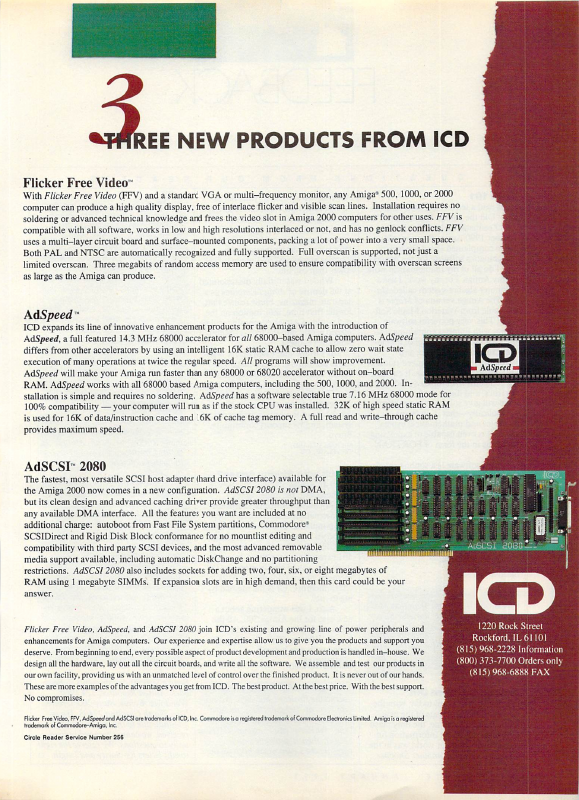 3
THREE NEW PRODUCTS FROM ICD
Flicker Free Video™
With Flicker Free Video (FFV) and a standard VGA or multi–frequency monitor, any Amiga® 500, 1000, or 2000
computer can produce a high quality display, free of interlace flicker and visible scan lines. Installation requires no
soldering or advanced technical knowledge and frees the video slot in Amiga 2000 computers for other uses. FFV is
compatible with all software, works in low and high resolutions interlaced or not, and has no genlock conflicts. FFV
uses a multi–layer circuit board and surface–mounted components, packing a lot of power into a very small space.
Both PAL and NTSC are automatically recognized and fully supported. Full overscan is supported, not just a
limited overscan. Three megabits of random access memory are used to ensure compatibility with overscan screens
as large as the Amiga can produce.
AdSpeed™
ICD expands its line of innovative enhancement products for the Amiga with the introduction of
AdSpeed, a full featured 14.3 MHz 68000 accelerator for all 68000–based Amiga computers. AdSpeed
differs from other accelerators by using an intelligent 16K static RAM cache to allow zero wait state
execution of many operations at twice the regular speed. All programs will show improvement.
AdSpeed will make your Amiga run faster than any 68000 or 68020 accelerator without on–board
RAM. AdSpeed works with all 68000 based Amiga computers, including the 500, 1000, and 2000. In-
stallation is simple and requires no soldering. AdSpeed has a software selectable true 7.16 MHz 68000 mode for
100% compatibility — your computer will run as if the stock CPU was installed. 32K of high speed static RAM
is used for 16K of data/instruction cache and 16K of cache tag memory. A full read and write–through cache
provides maximum speed.
ICD
AdSpeed
AdSCSI™ 2080
The fastest, most versatile SCSI host adapter (hard drive interface) available for
the Amiga 2000 now comes in a new configuration. AdSCSI 2080 is not DMA,
but its clean design and advanced caching driver provide greater throughput than
any available DMA interface. All the features you want are included at no
additional charge: autoboot from Fast File System partitions, Commodore®
SCSIDirect and Rigid Disk Block conformance for no mountlist editing and
compatibility with third party SCSI devices, and the most advanced removable
media support available, including automatic DiskChange and no partitioning
restrictions. AdSCSI 2080 also includes sockets for adding two, four, six, or eight megabytes of
RAM using 1 megabyte SIMMs. If expansion slots are in high demand, then this card could be your
answer.
AdSCSI 2080
Flicker Free Video, AdSpeed, and AdSCSI 2080 join ICD's existing and growing line of power peripherals and
enhancements for Amiga computers. Our experience and expertise allow us to give you the products and support you
deserve. From beginning to end, every possible aspect of product development and production is handled in–house. We
design all the hardware, lay out all the circuit boards, and write all the software. We assemble and test our products in
our own facility, providing us with an unmatched level of control over the finished product. It is never out of our hands.
These are more examples of the advantages you get from ICD. The best product. At the best price. With the best support.
No compromises.
ICD
1220 Rock Street
Rockford, IL 61101
(815) 968-2228 Information
(800) 373-7700 Orders only
(815) 968-6888 FAX
Flicker Free Video, FFV, AdSpeed and AdSCSI are trademarks of ICD, Inc. Commodore is a registered trademark of Commodore Electronics Limited. Amiga is a registered
trademark of Commodore–Amiga, Inc.
Circle Reader Service Number 256